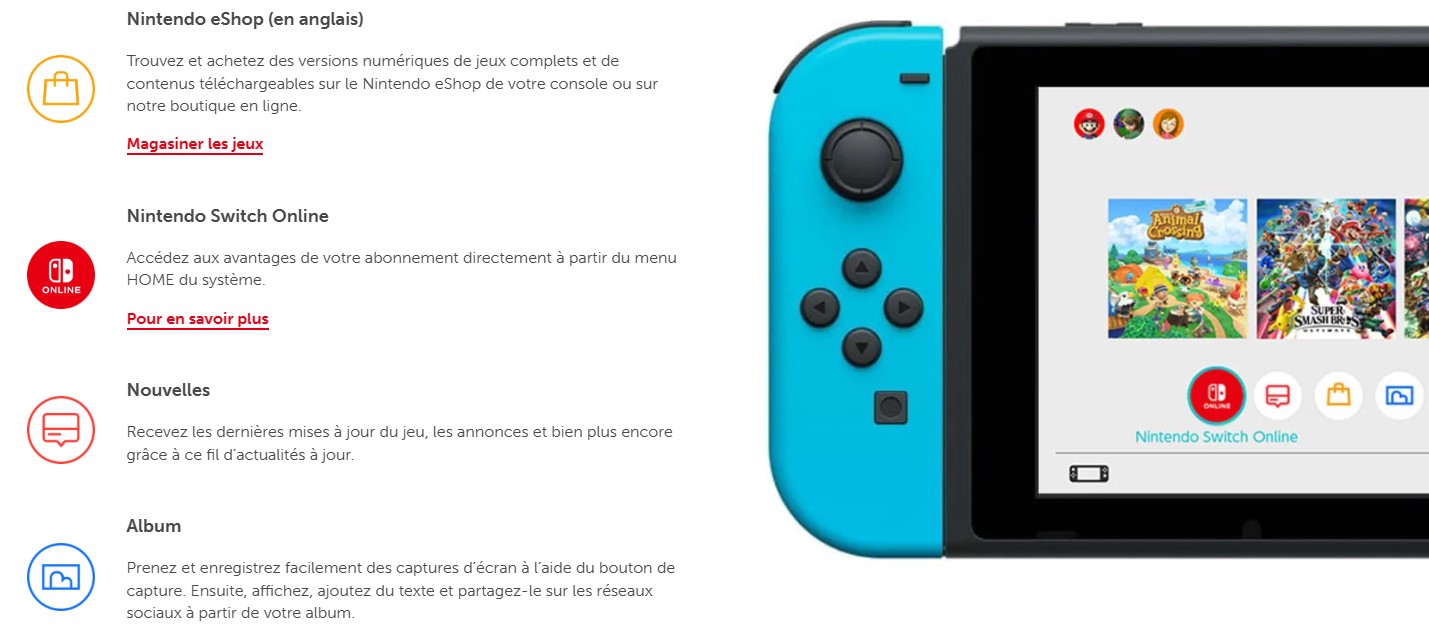 Nintendo eShop (en anglais)
Trouvez et achetez des versions numériques de jeux complets et de
contenus téléchargeables sur le Nintendo eShop de votre console ou sur
notre boutique en ligne.
Magasiner les jeux
Nintendo Switch Online
ONLINE
Accédez aux avantages de votre abonnement directement à partir du menu
HOME du système.
Pour en savoir plus
Nouvelles
Recevez les dernières mises à jour du jeu, les annonces et bien plus encore
grâce à ce fil d’actualités à jour.
Album
Prenez et enregistrez facilement des captures d’écran à l’aide du bouton de
capture. Ensuite, affichez, ajoutez du texte et partagez-le sur les réseaux
sociaux à partir de votre album.
Animal
Crossing
SUPER
SMASH BROS.
ULTIMATE
ONLINE
Nintendo Switch Online